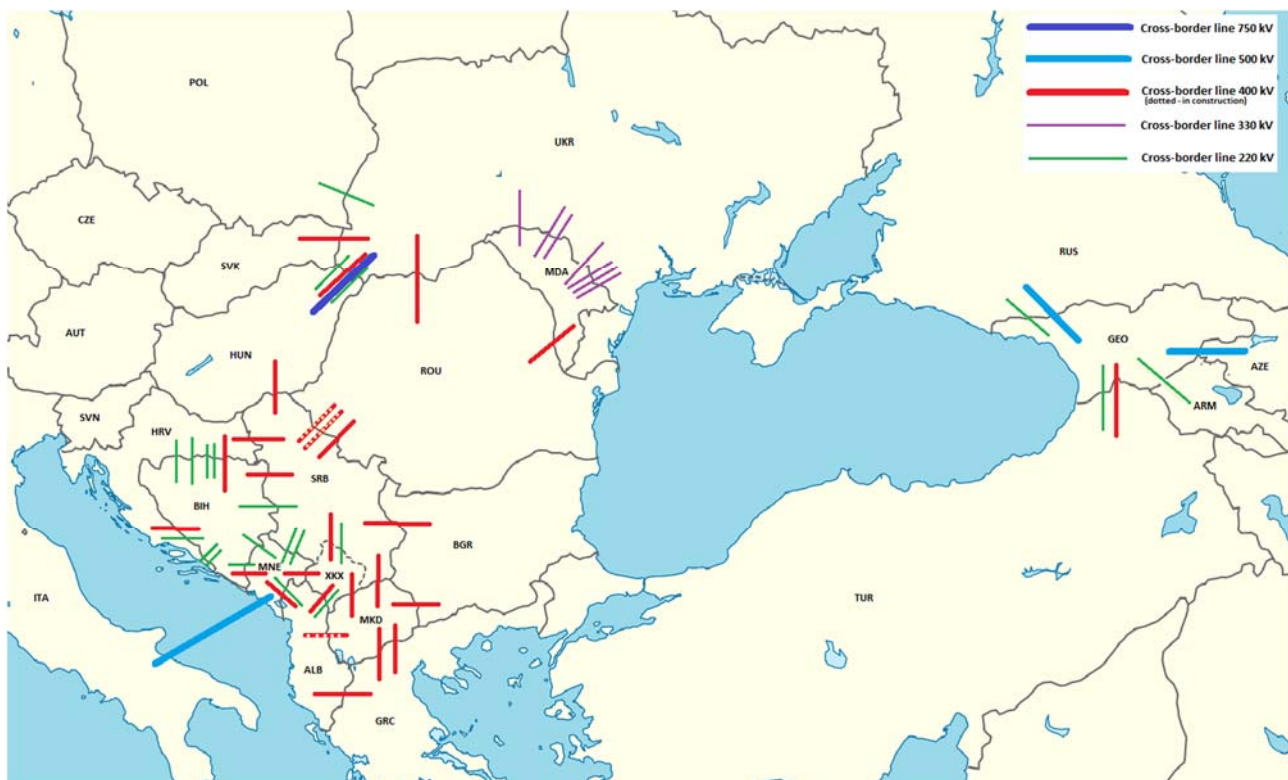 Cross-border line 750 kV
Cross-border line 500 kV
Cross-border line 400 kV
(dotted - in construction)
Cross-border line 330 kV
Cross-border line 220 kV
POL
UKR
CZE
SVK
MDA
RUS
AUT
HUN
ROU
GEO
AZE
ARM
SVN
HRV
SRB
BIH
BGR
MNE
XKX
ITA
MKD
TUR
ALB
GRC